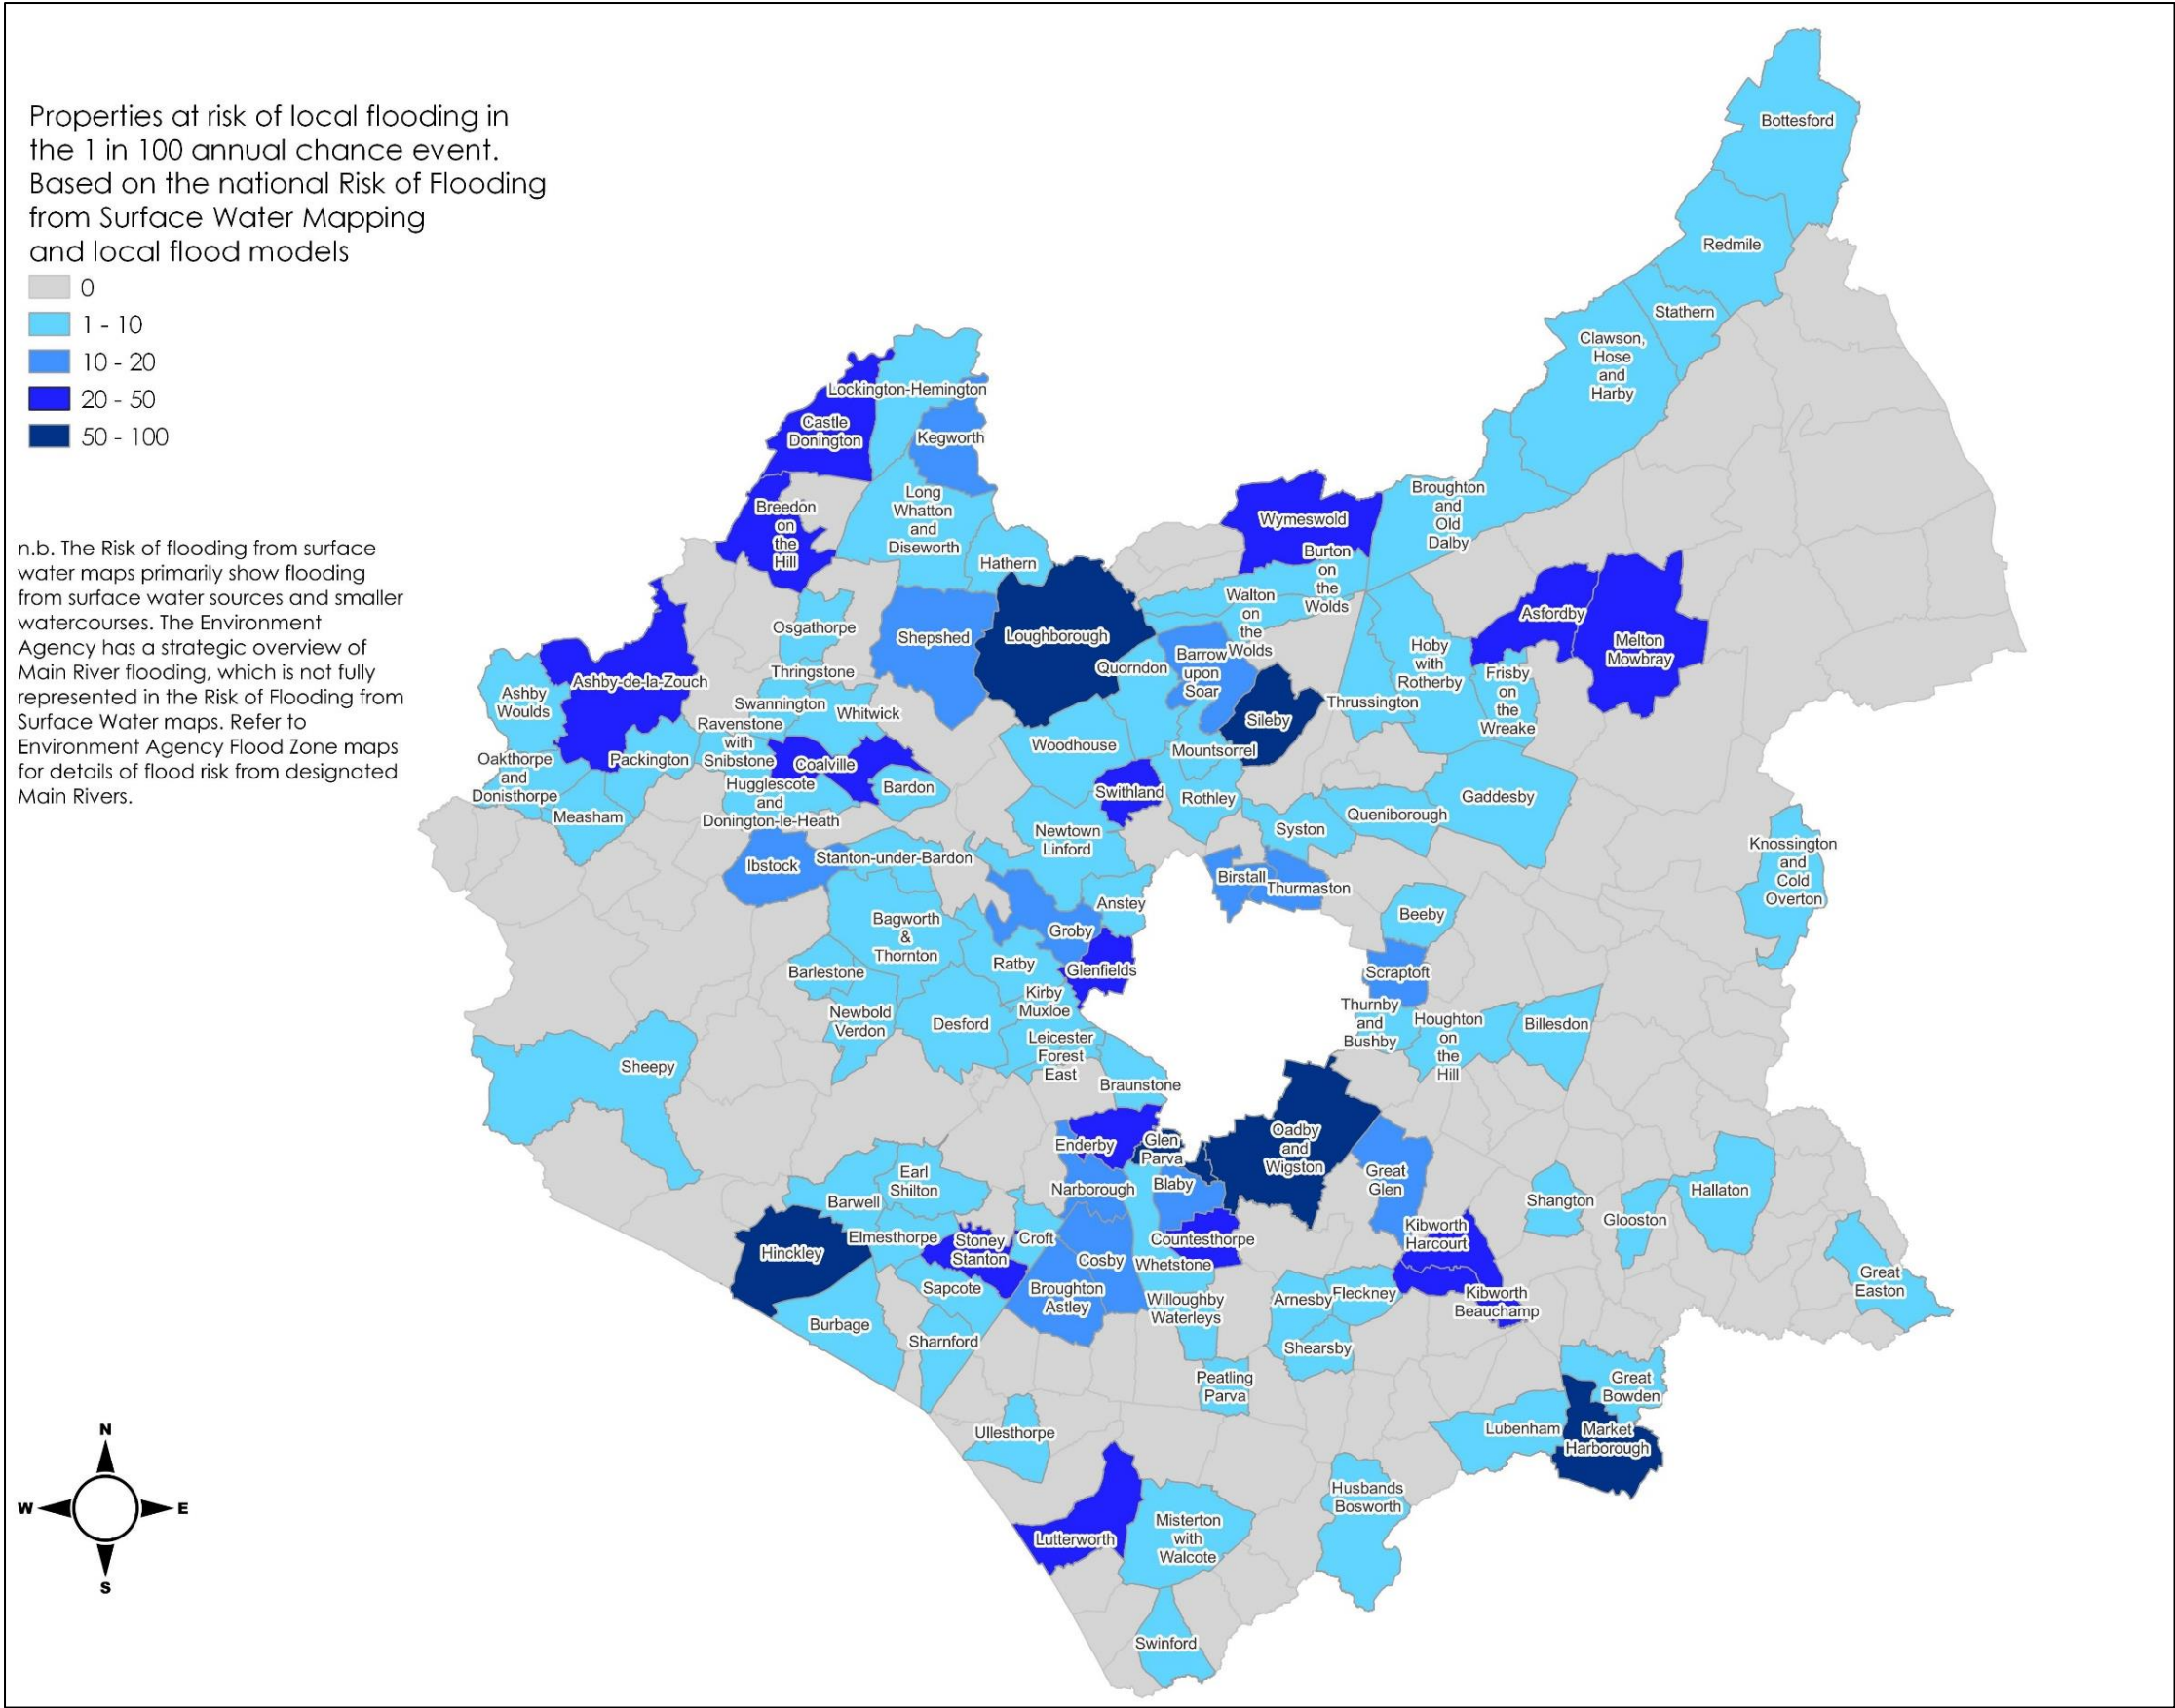 Properties at risk of local flooding in
the 1 in 100 annual chance event.
Based on the national Risk of Flooding
from Surface Water Mapping
and local flood models
0
1 - 10
10 - 20
20 - 50
50 - 100
n.b. The Risk of flooding from surface
water maps primarily show flooding
from surface water sources and smaller
watercourses. The Environment
Agency has a strategic overview of
Main River flooding, which is not fully
represented in the Risk of Flooding from
Surface Water maps. Refer to
Environment Agency Flood Zone maps
for details of flood risk from designated
Main Rivers.
Bottesford
Redmile
Stathern
Clawson,
Hose
and
Harby
Lockington-Hemington
Castle
Donington
Kegworth
Breedon
on
the
Hill
Long
Whatton
and
Diseworth
Hathern
Wymeswold
Broughton
and
Old
Dalby
Burton
on
the
Wolds
Walton
on
the
Wolds
Asfordby
Melton
Mowbray
Osgathorpe
Shepshed
Loughborough
Quorndon
Barrow
upon
Soar
Hoby
with
Rotherby
Frisby
on
the
Wreake
Thrussington
Sileby
Thringstone
Ashby-de-la-Zouch
Ashby
Woulds
Swannington
Whitwick
Ravenstone
with
Snibstone
Woodhouse
Mountsorrel
Oakthorpe
and
Donisthorpe
Packington
Coalville
Hugglescote
and
Donington-le-Heath
Bardon
Swithland
Rothley
Measham
Gaddesby
Queniborough
Syston
Newtown
Linford
Knossington
and
Cold
Overton
Ibstock
Stanton-under-Bardon
Birstall
Thurmaston
Anstey
Beeby
Bagworth
&
Thornton
Groby
Ratby
Glenfields
Scraptoft
Barlestone
Kirby
Muxloe
Newbold
Verdon
Desford
Thurnby
and
Bushby
Houghton
on
the
Hill
Billesdon
Leicester
Forest
East
Sheepy
Braunstone
Enderby
Glen
Parva
Oadby
and
Wigston
Earl
Shilton
Narborough
Blaby
Great
Glen
Barwell
Shangton
Hallaton
Glooston
Hinckley
Elmesthorpe
Stoney
Stanton
Croft
Countesthorpe
Kibworth
Harcourt
Cosby
Whetstone
Great
Easton
Sapcote
Broughton
Astley
Willoughby
Waterleys
Arnesby
Fleckney
Kibworth
Beauchamp
Burbage
Sharnford
Shearsby
Peatling
Parva
Great
Bowden
Ullesthorpe
Lubenham
Market
Harborough
Husbands
Bosworth
Lutterworth
Misterton
with
Walcote
Swinford
N
W
E
S